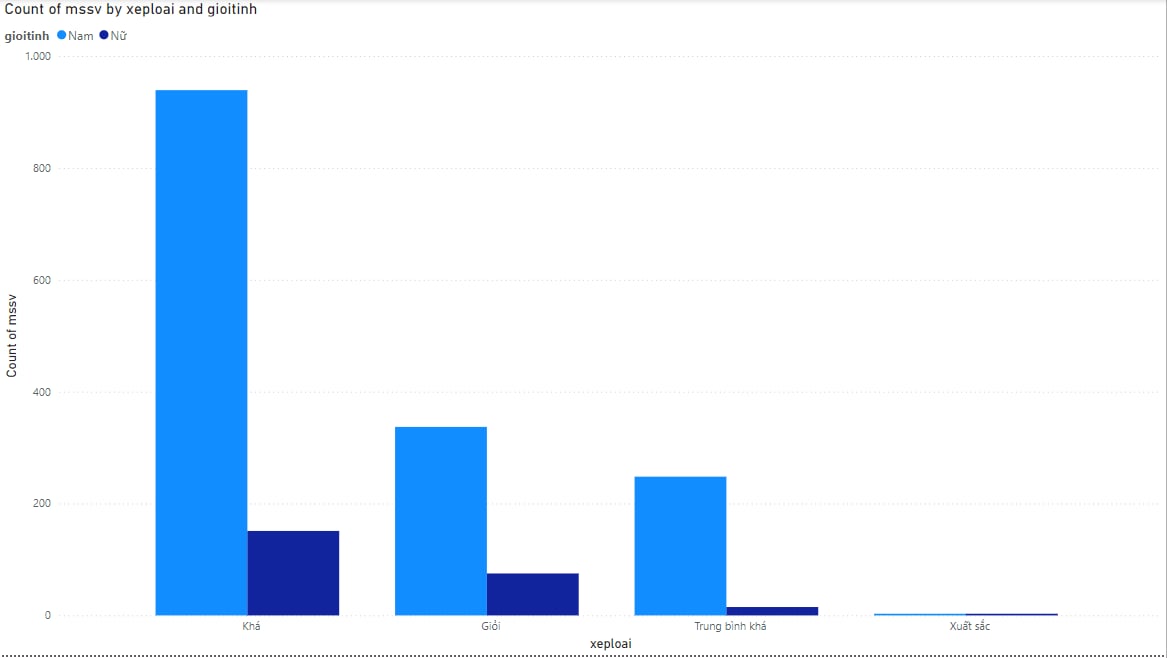 Count of mssv by xeploai and gioitinh
gioitinh Nam Nữ
1.000
800
600
400
200
0
Count of mssv
Khá Giỏi Trung bình khá Xuất sắc
xeploai